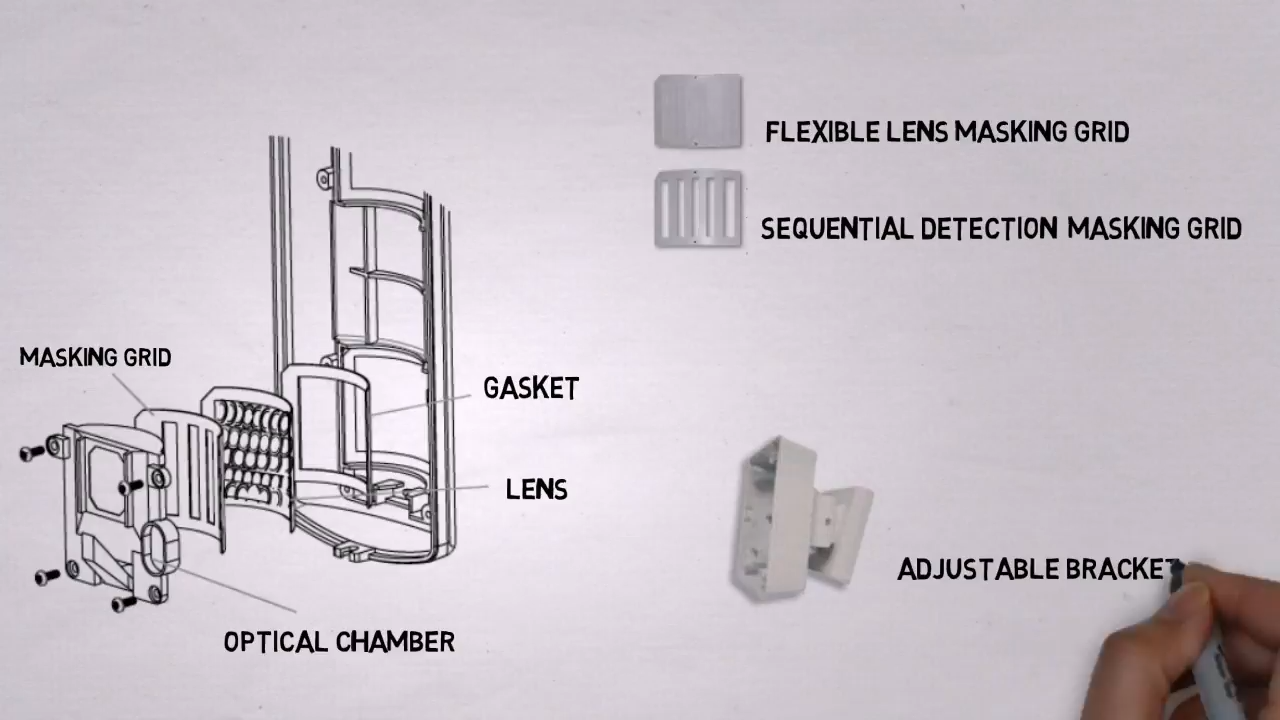 FLEXIBLE LENS MASKING GRID
SEQUENTIAL DETECTION MASKING GRID
MASKING GRID
GASKET
LENS
ADJUSTABLE BRACKET
OPTICAL CHAMBER